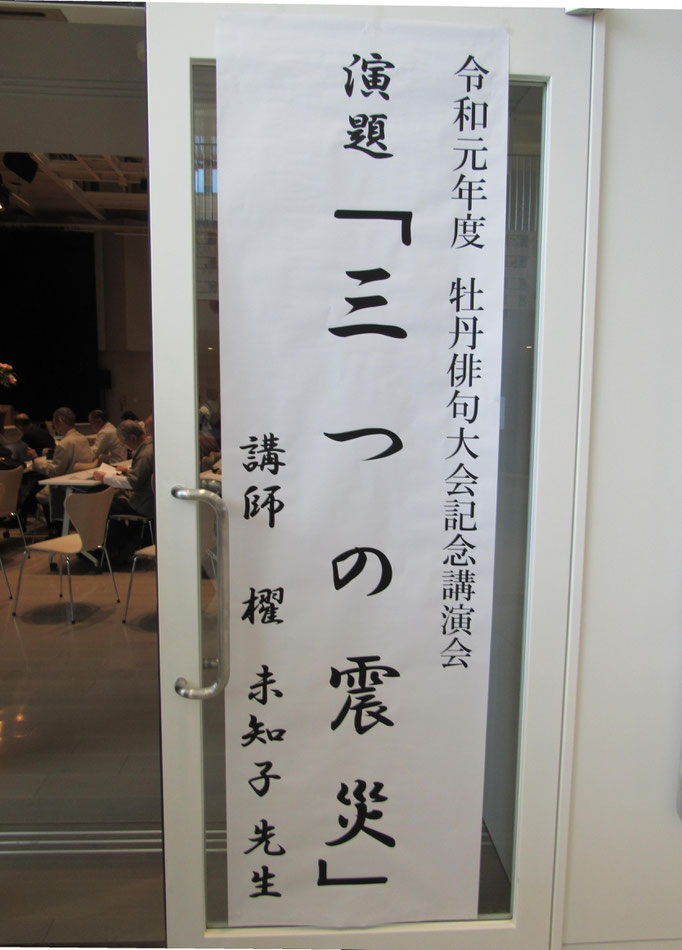 令和元年度 牡丹俳句大会記念講演会
演題「三つの震災」
講師 櫂 未知子 先生